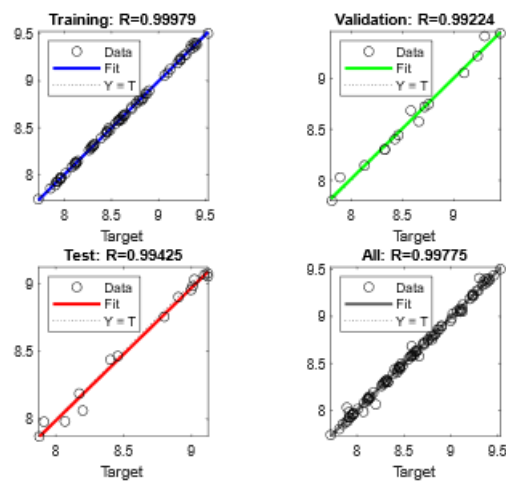 Training: R=0.99979
Data
Fit
Y = T
9.5
9
8.5
8
8 8.5 9 9.5
Target
Validation: R=0.99224
Data
Fit
Y = T
9
8.5
8
8 8.5 9
Target
Test: R=0.99425
Data
Fit
Y = T
9
8.5
8
8 8.5 9
Target
All: R=0.99775
Data
Fit
Y = T
9.5
9
8.5
8
8 8.5 9 9.5
Target